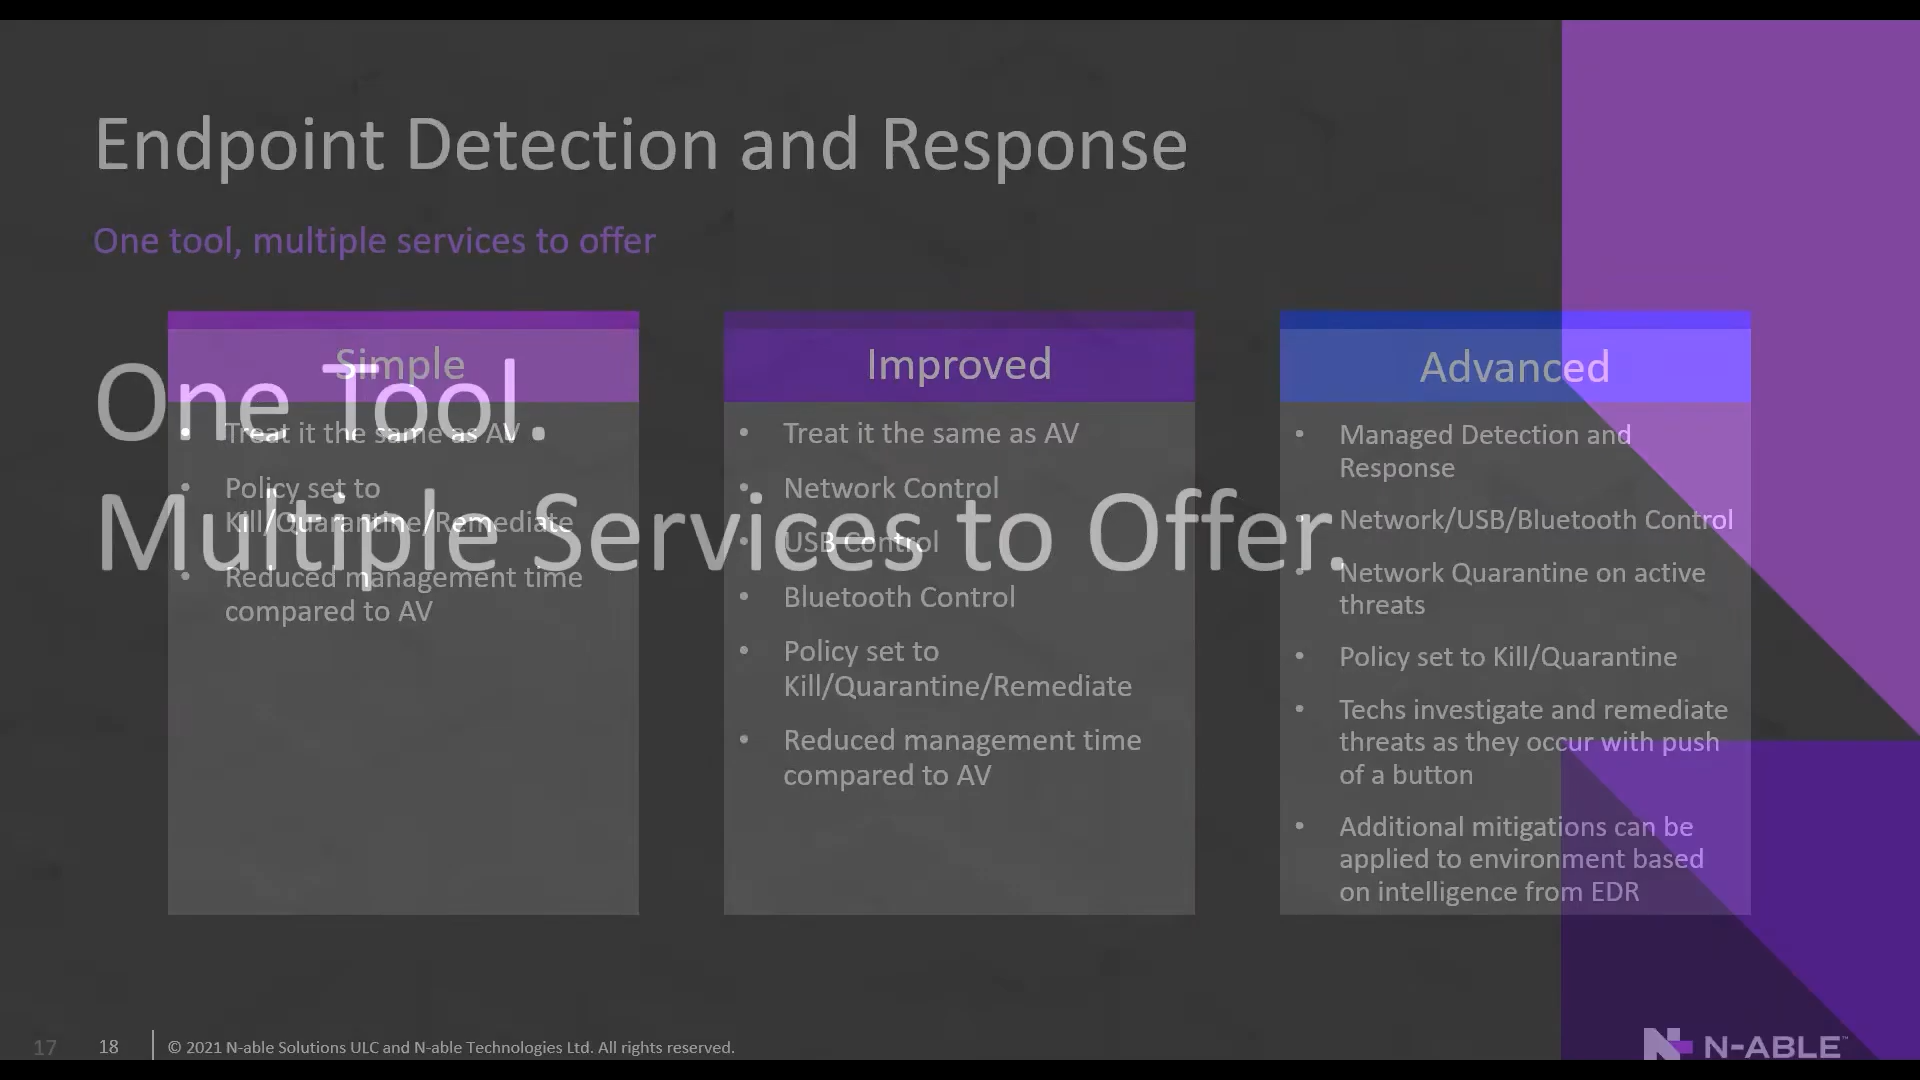 Endpoint Detection and Response
One tool, multiple services to offer
One Tool.
Multiple Services to Offer.
Simple
• Treat it the same as AV
• Policy set to
Kill/Quarantine/Remediate
• Reduced management time
compared to AV
Improved
• Treat it the same as AV
• Network Control
• USB Control
• Bluetooth Control
• Policy set to
Kill/Quarantine/Remediate
• Reduced management time
compared to AV
Advanced
• Managed Detection and
Response
• Network/USB/Bluetooth Control
• Network Quarantine on active
threats
• Policy set to Kill/Quarantine
• Techs investigate and remediate
threats as they occur with push
of a button
• Additional mitigations can be
applied to environment based
on intelligence from EDR
17 18 © 2021 N-able Solutions ULC and N-able Technologies Ltd. All rights reserved.
N-ABLE™